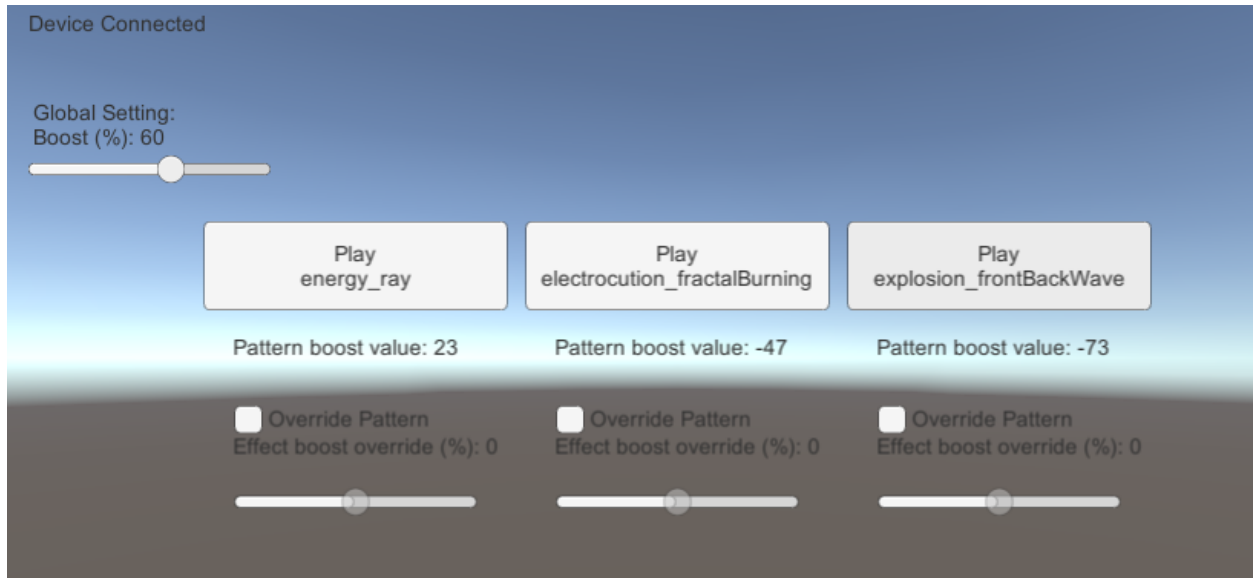 Device Connected
Global Setting:
Boost (%): 60
Play
energy_ray
Play
electrocution_fractalBurning
Play
explosion_frontBackWave
Pattern boost value: 23
Pattern boost value: -47
Pattern boost value: -73
Override Pattern
Effect boost override (%): 0
Override Pattern
Effect boost override (%): 0
Override Pattern
Effect boost override (%): 0